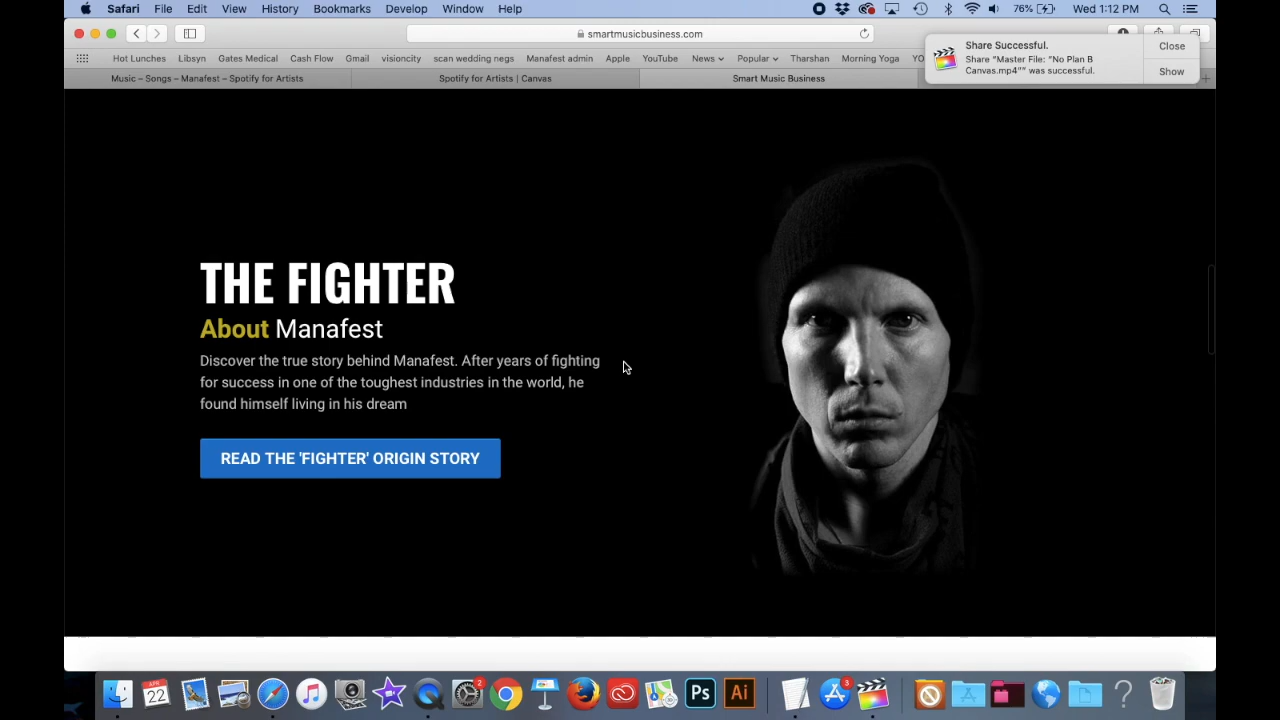 Safari File Edit View History Bookmarks Develop Window Help 76% Wed 1:12 PM
smartmusicbusiness.com
Share Successful.
Share "Master File: "No Plan B
Canvas.mp4"" was successful.
Close
Show
Hot Lunches Libsyn Gates Medical Cash Flow Gmail visioncity scan wedding negs Manafest admin Apple YouTube News Popular Tharshan Morning Yoga YO
Music – Songs – Manafest – Spotify for Artists Spotify for Artists | Canvas Smart Music Business
THE FIGHTER
About Manafest
Discover the true story behind Manafest. After years of fighting
for success in one of the toughest industries in the world, he
found himself living in his dream
READ THE 'FIGHTER' ORIGIN STORY
APR
22
2
Ps
Ai
3